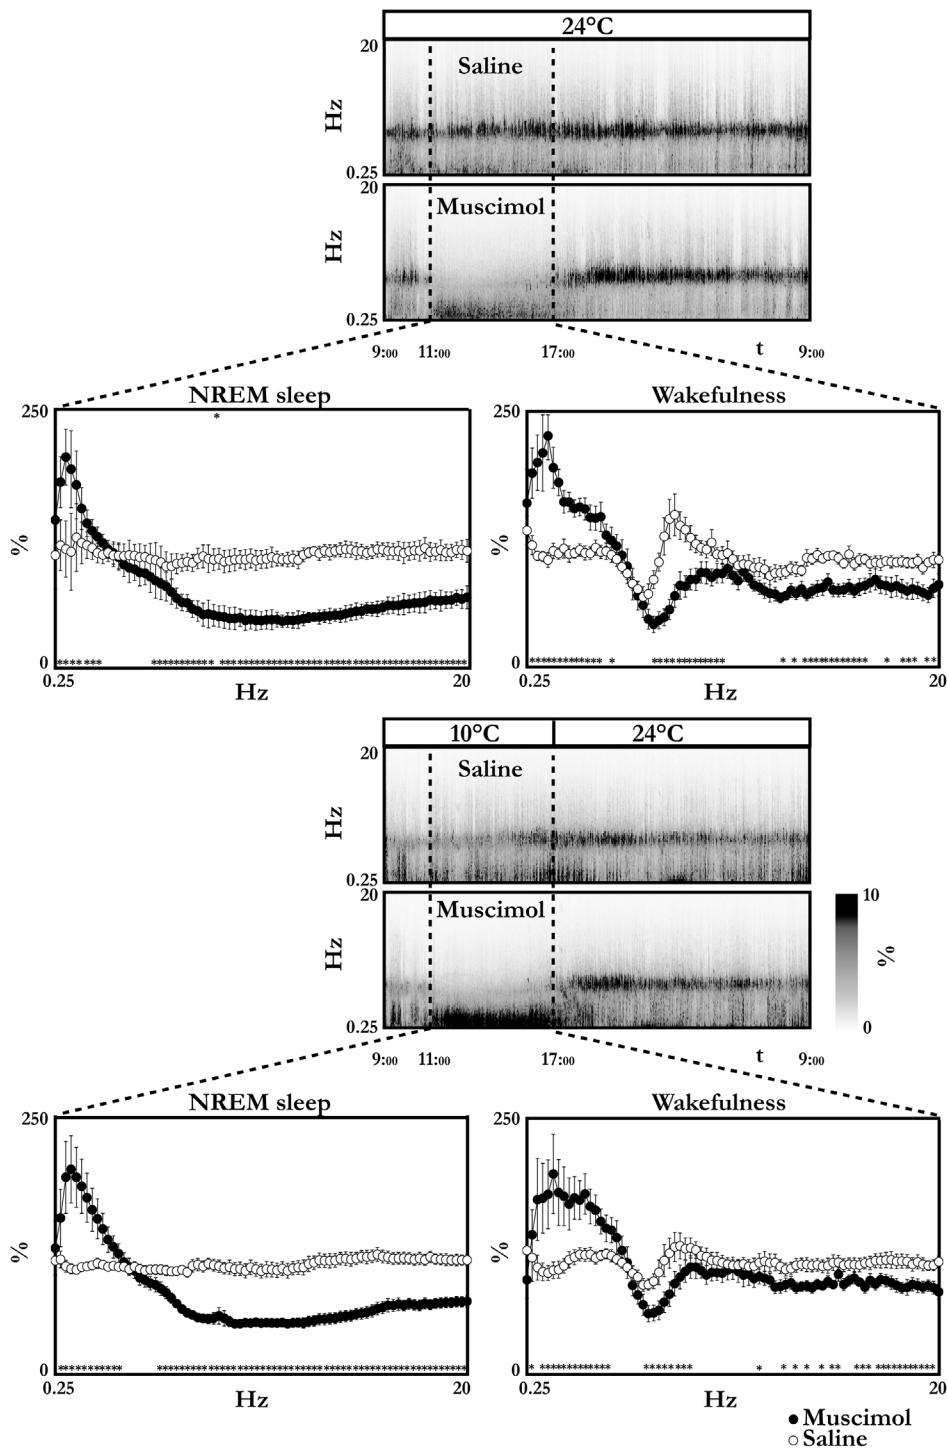 24°C
20
Saline
Hz
0.25
20
Muscimol
Hz
0.25
9:00 11:00 17:00 t 9:00
NREM sleep Wakefulness
250 250
*
% %
0 0
0.25 20 0.25 20
Hz Hz
10°C 24°C
20
Saline
Hz
0.25
20
Muscimol 10
Hz %
0.25 0
9:00 11:00 17:00 t 9:00
NREM sleep Wakefulness
250 250
% %
0 0
0.25 20 0.25 20
Hz Hz
Muscimol
Saline